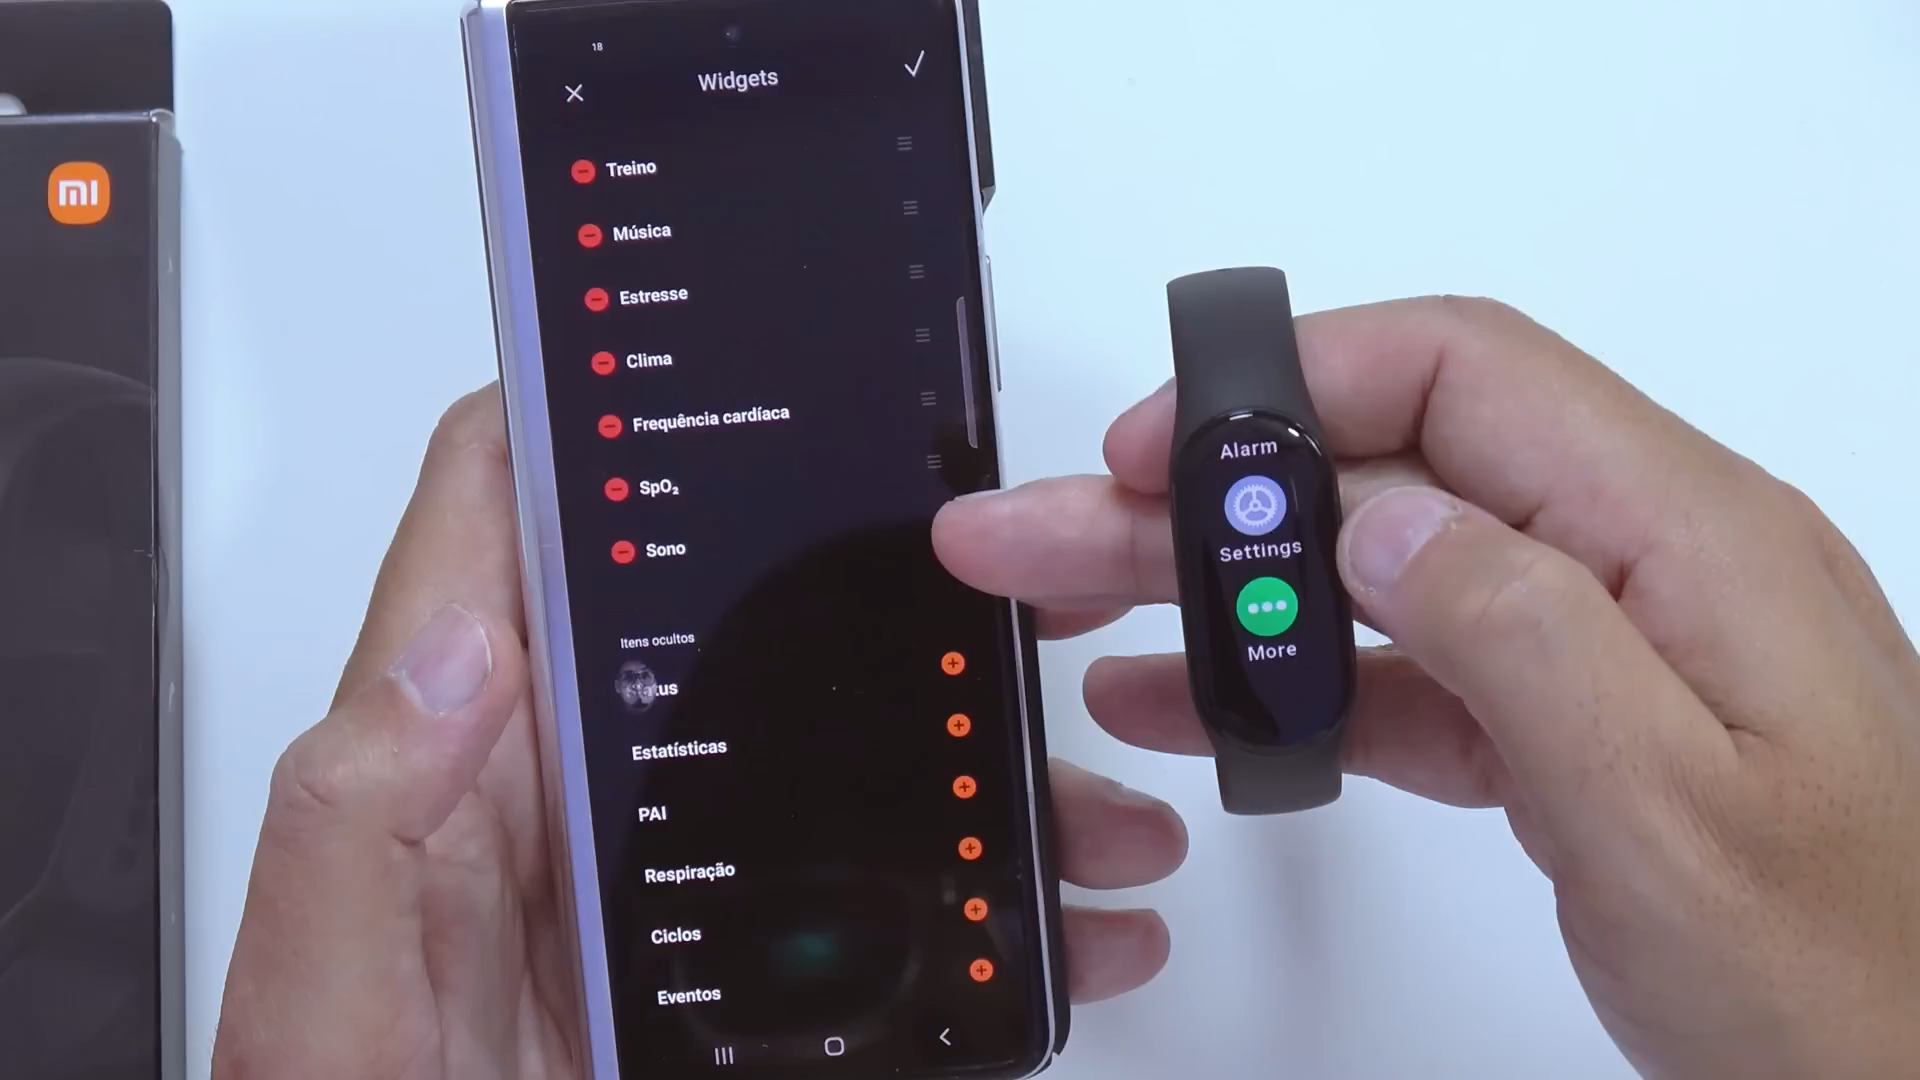 18
Widgets
Treino
Música
Estresse
Clima
Frequência cardíaca
SpO₂
Sono
Itens ocultos
Estatísticas
PAI
Respiração
Ciclos
Eventos
Alarm
Settings
More
mi